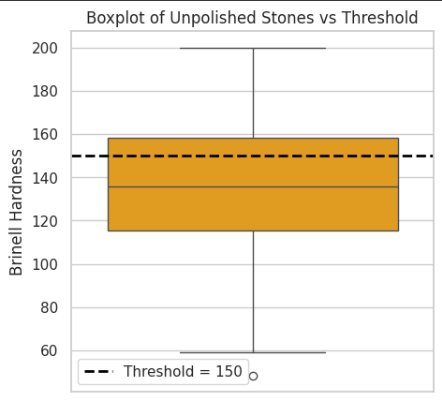 Boxplot of Unpolished Stones vs Threshold
200
180
160
140
120
100
80
60
Brinell Hardness
Threshold = 150